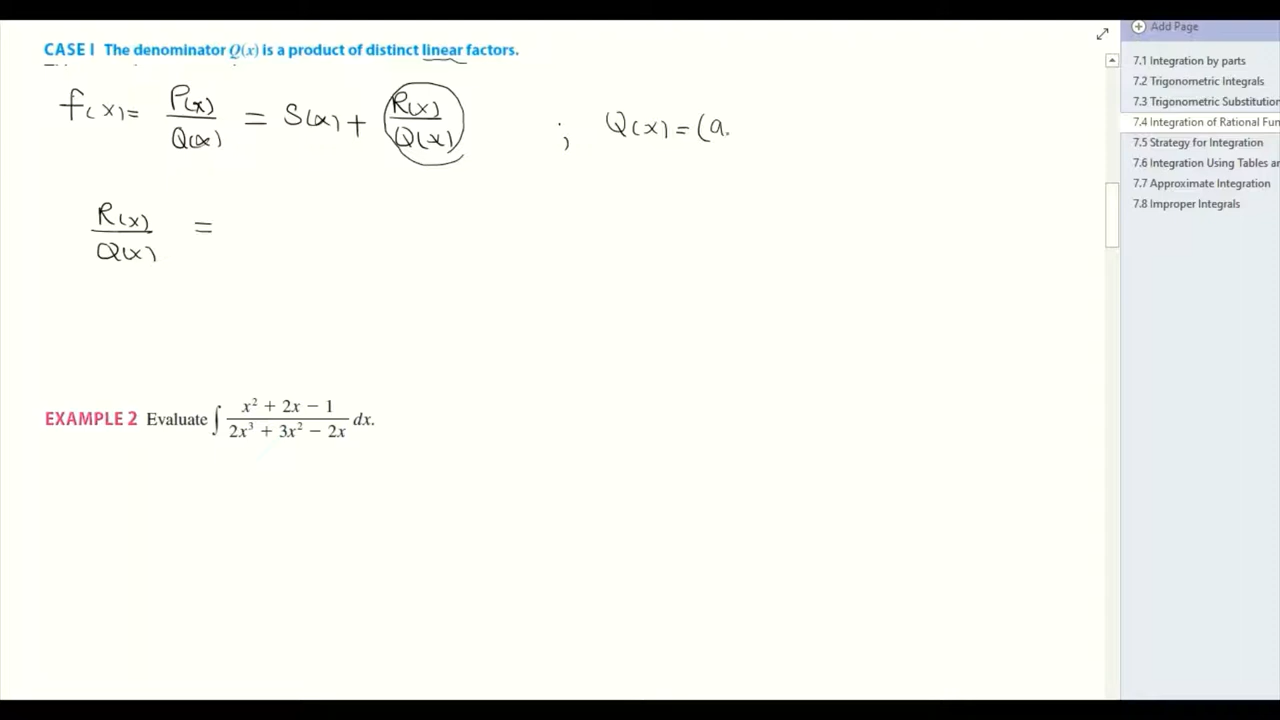 CASE I The denominator Q(x) is a product of distinct linear factors.
f(x) = P(x)/Q(x) = S(x) + R(x)/Q(x) ; Q(x) = (a
R(x)/Q(x) =
EXAMPLE 2 Evaluate ∫ (x² + 2x − 1)/(2x³ + 3x² − 2x) dx.
Add Page
7.1 Integration by parts
7.2 Trigonometric Integrals
7.3 Trigonometric Substitutio
7.4 Integration of Rational Fun
7.5 Strategy for Integration
7.6 Integration Using Tables a
7.7 Approximate Integration
7.8 Improper Integrals